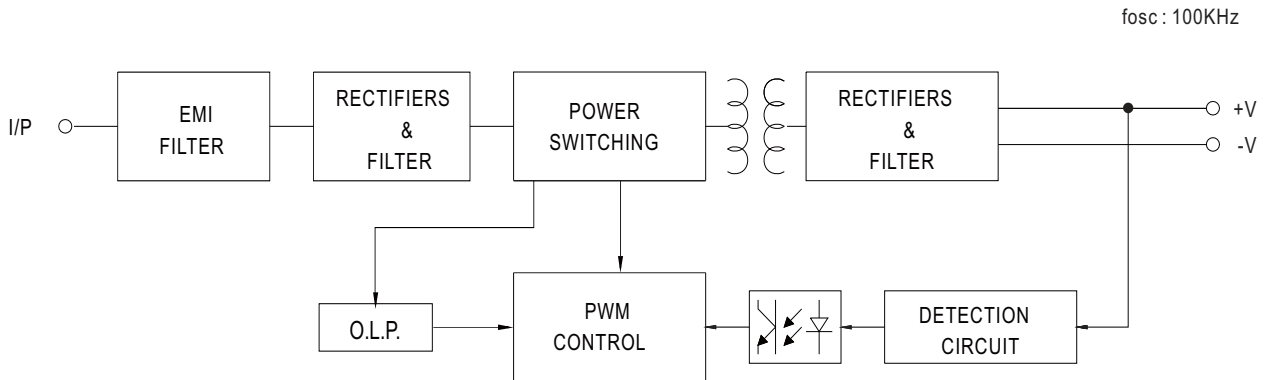 fosc : 100KHz
I/P
EMI
FILTER
RECTIFIERS
&
FILTER
POWER
SWITCHING
RECTIFIERS
&
FILTER
+V
-V
O.L.P.
PWM
CONTROL
DETECTION
CIRCUIT